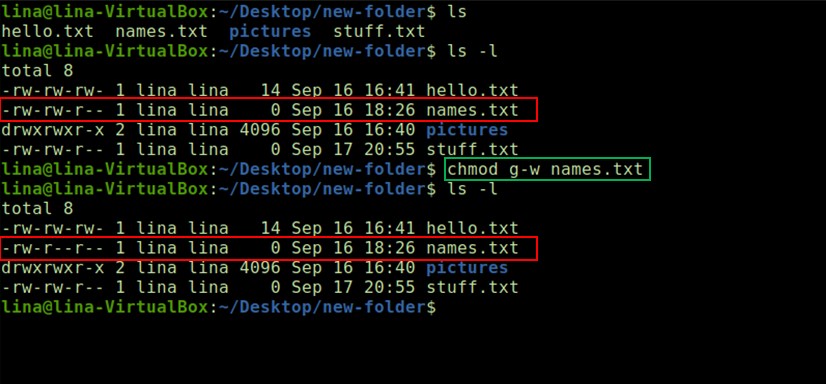 lina@lina-VirtualBox:~/Desktop/new-folder$ ls
hello.txt  names.txt  pictures  stuff.txt
lina@lina-VirtualBox:~/Desktop/new-folder$ ls -l
total 8
-rw-rw-rw- 1 lina lina   14 Sep 16 16:41 hello.txt
-rw-rw-r-- 1 lina lina    0 Sep 16 18:26 names.txt
drwxrwxr-x 2 lina lina 4096 Sep 16 16:40 pictures
-rw-rw-r-- 1 lina lina    0 Sep 17 20:55 stuff.txt
lina@lina-VirtualBox:~/Desktop/new-folder$ chmod g-w names.txt
lina@lina-VirtualBox:~/Desktop/new-folder$ ls -l
total 8
-rw-rw-rw- 1 lina lina   14 Sep 16 16:41 hello.txt
-rw-r--r-- 1 lina lina    0 Sep 16 18:26 names.txt
drwxrwxr-x 2 lina lina 4096 Sep 16 16:40 pictures
-rw-rw-r-- 1 lina lina    0 Sep 17 20:55 stuff.txt
lina@lina-VirtualBox:~/Desktop/new-folder$